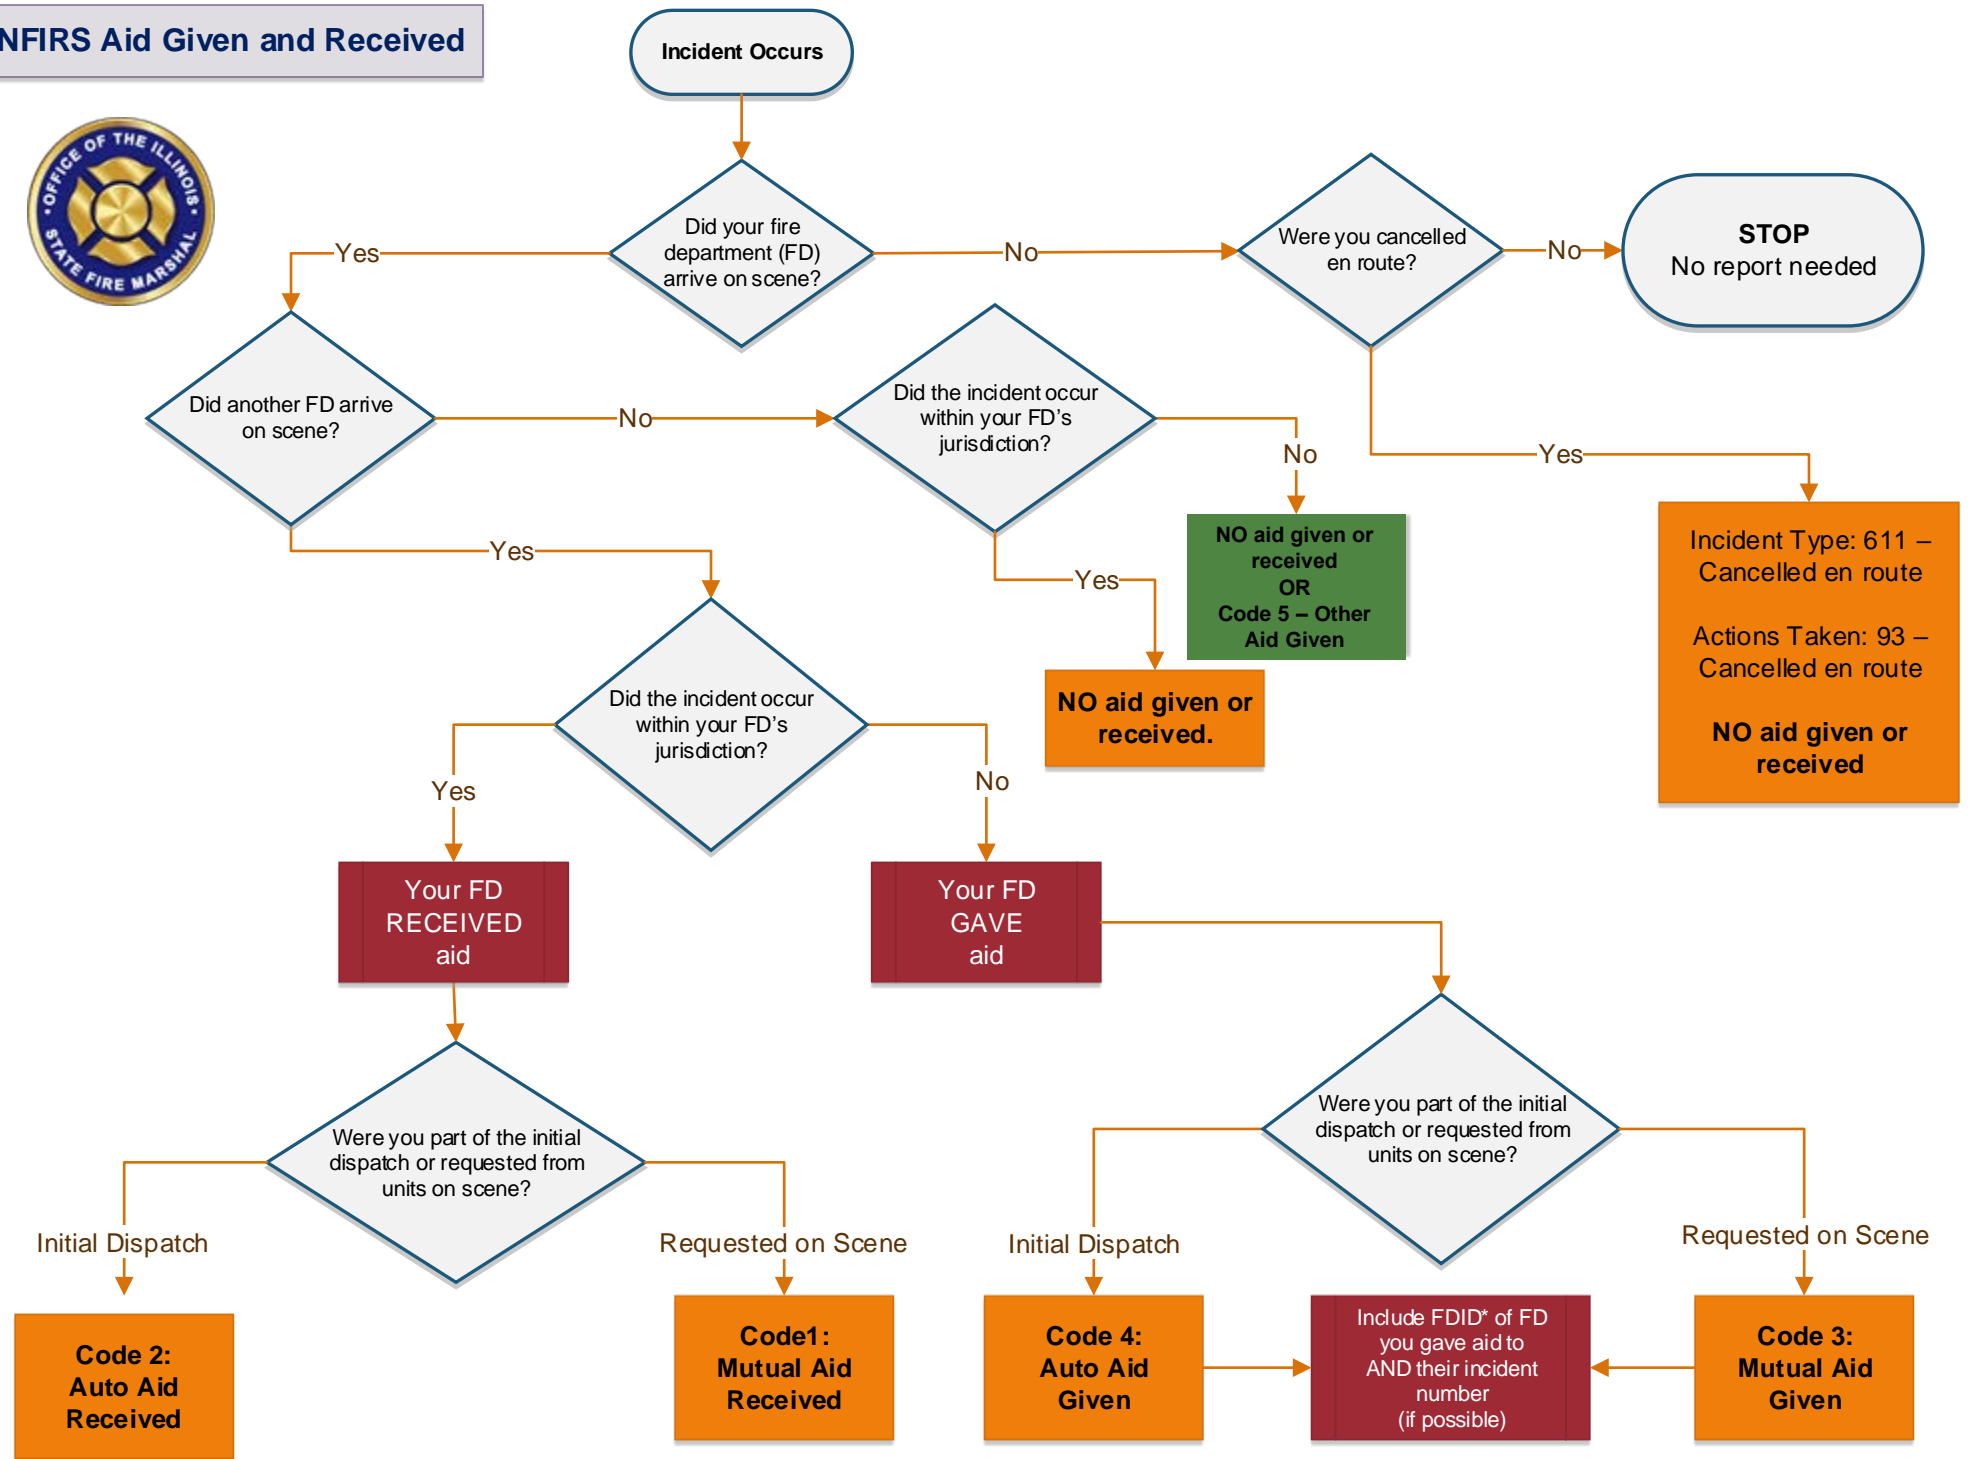 NFIRS Aid Given and Received
Incident Occurs
OFFICE OF THE ILLINOIS
STATE FIRE MARSHAL
Did your fire
department (FD)
arrive on scene?
Yes
No
Were you cancelled
en route?
No
STOP
No report needed
Did another FD arrive
on scene?
No
Did the incident occur
within your FD's
jurisdiction?
No
Yes
Yes
Yes
NO aid given or
received
OR
Code 5 – Other
Aid Given
NO aid given or
received.
Incident Type: 611 –
Cancelled en route
Actions Taken: 93 –
Cancelled en route
NO aid given or
received
Did the incident occur
within your FD's
jurisdiction?
Yes
No
Your FD
RECEIVED
aid
Your FD
GAVE
aid
Were you part of the initial
dispatch or requested from
units on scene?
Initial Dispatch
Requested on Scene
Were you part of the initial
dispatch or requested from
units on scene?
Initial Dispatch
Requested on Scene
Code 2:
Auto Aid
Received
Code1:
Mutual Aid
Received
Code 4:
Auto Aid
Given
Include FDID* of FD
you gave aid to
AND their incident
number
(if possible)
Code 3:
Mutual Aid
Given